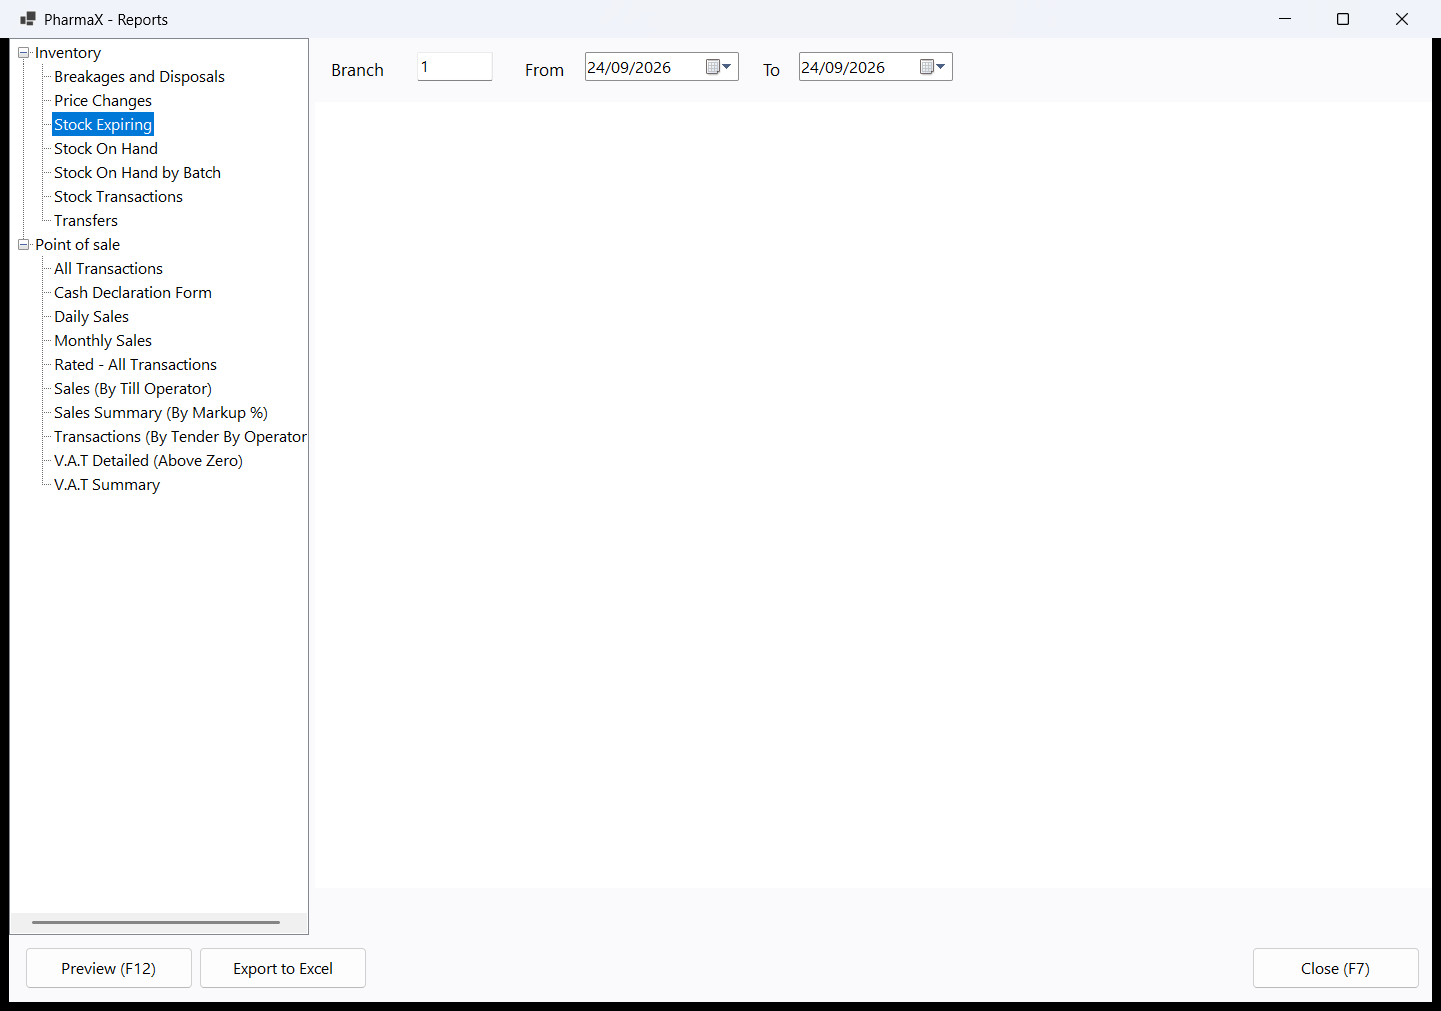 PharmaX - Reports
Inventory
Breakages and Disposals
Price Changes
Stock Expiring
Stock On Hand
Stock On Hand by Batch
Stock Transactions
Transfers
Point of sale
All Transactions
Cash Declaration Form
Daily Sales
Monthly Sales
Rated - All Transactions
Sales (By Till Operator)
Sales Summary (By Markup %)
Transactions (By Tender By Operator
V.A.T Detailed (Above Zero)
V.A.T Summary
Branch 1 From 24/09/2026 To 24/09/2026
Preview (F12) Export to Excel Close (F7)